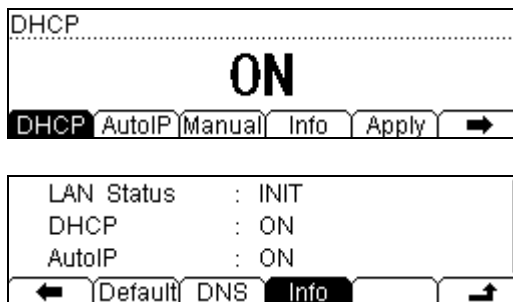 DHCP
ON
DHCP AutoIP Manual Info Apply
LAN Status : INIT
DHCP : ON
AutoIP : ON
Default DNS Info